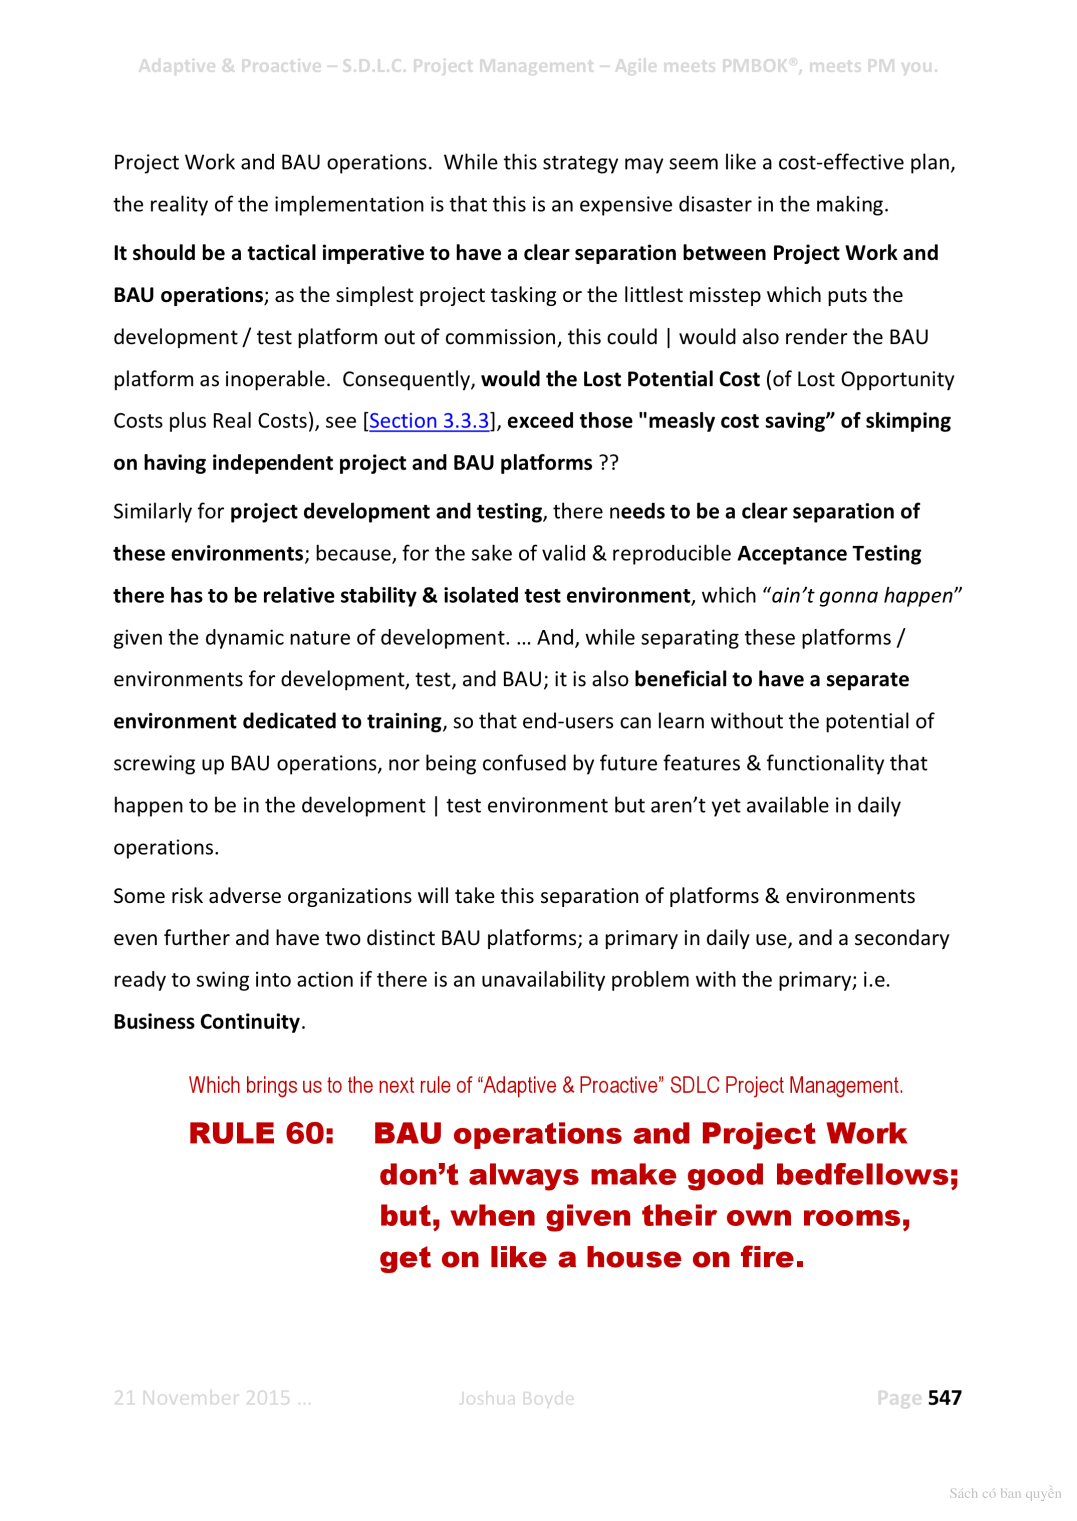 Adaptive & Proactive – S.D.L.C. Project Management – Agile meets PMBOK®, meets PM you.
Project Work and BAU operations.  While this strategy may seem like a cost-effective plan,
the reality of the implementation is that this is an expensive disaster in the making.
It should be a tactical imperative to have a clear separation between Project Work and
BAU operations; as the simplest project tasking or the littlest misstep which puts the
development / test platform out of commission, this could | would also render the BAU
platform as inoperable.  Consequently, would the Lost Potential Cost (of Lost Opportunity
Costs plus Real Costs), see [Section 3.3.3], exceed those "measly cost saving” of skimping
on having independent project and BAU platforms ??
Similarly for project development and testing, there needs to be a clear separation of
these environments; because, for the sake of valid & reproducible Acceptance Testing
there has to be relative stability & isolated test environment, which “ain’t gonna happen”
given the dynamic nature of development. … And, while separating these platforms /
environments for development, test, and BAU; it is also beneficial to have a separate
environment dedicated to training, so that end-users can learn without the potential of
screwing up BAU operations, nor being confused by future features & functionality that
happen to be in the development | test environment but aren’t yet available in daily
operations.
Some risk adverse organizations will take this separation of platforms & environments
even further and have two distinct BAU platforms; a primary in daily use, and a secondary
ready to swing into action if there is an unavailability problem with the primary; i.e.
Business Continuity.
Which brings us to the next rule of “Adaptive & Proactive” SDLC Project Management.
RULE 60: BAU operations and Project Work
don’t always make good bedfellows;
but, when given their own rooms,
get on like a house on fire.
21 November 2015 … Joshua Boyde Page 547
Sách có bản quyền